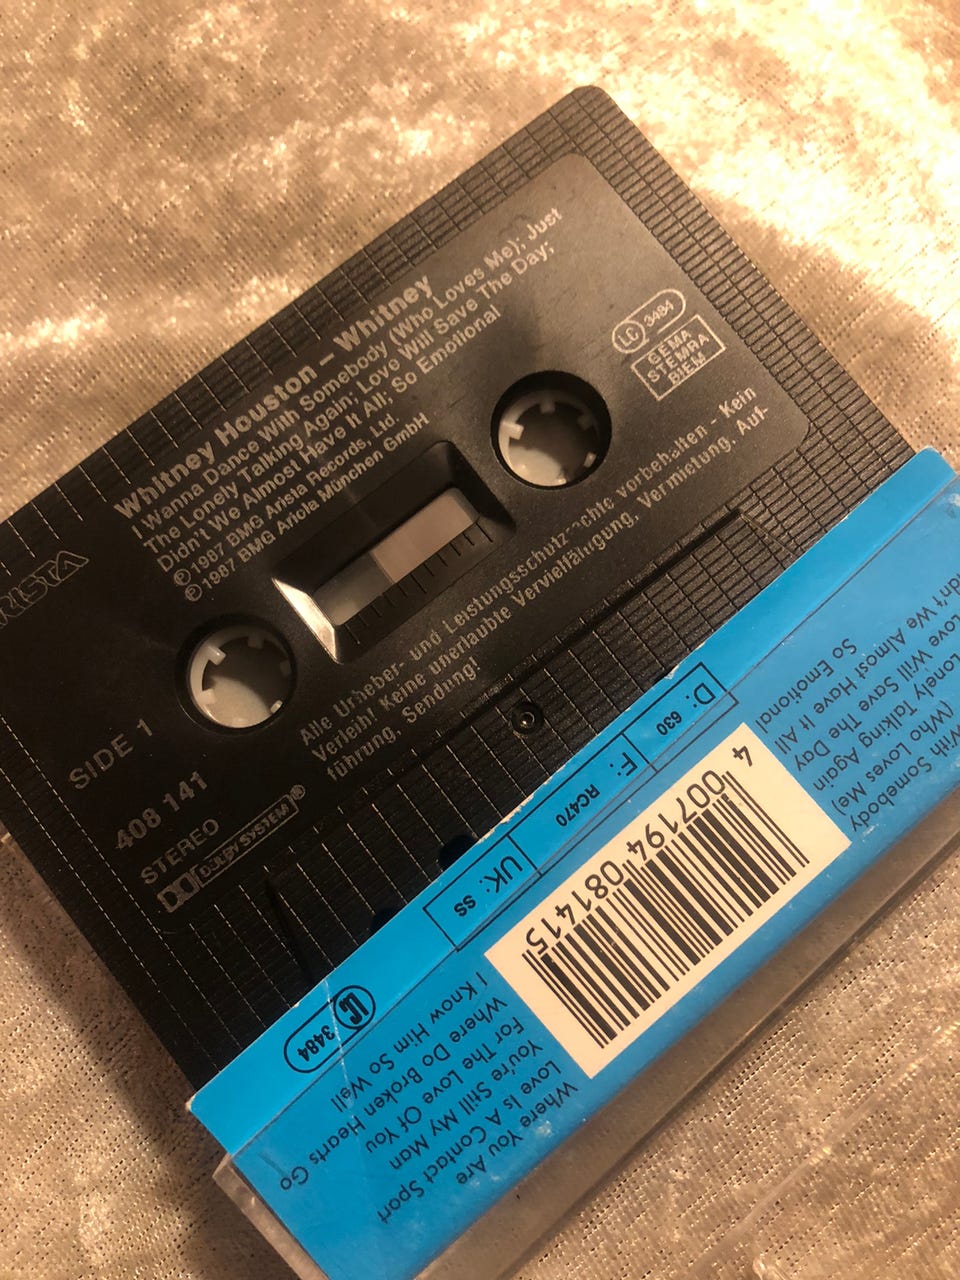 Whitney Houston – Whitney
I Wanna Dance With Somebody (Who Loves Me); Just
The Lonely Talking Again; Love Will Save The Day;
Didn't We Almost Have It All; So Emotional
℗ 1987 BMG Arista Records, Ltd
© 1987 BMG Ariola München GmbH
RISTA
LC 3484
GEMA
STEMRA
BIEM
SIDE 1
408 141
STEREO
DOLBY SYSTEM ®
Alle Urheber- und Leistungsschutzrechte vorbehalten - Kein
Verleih! Keine unerlaubte Vervielfältigung, Vermietung, Auf-
führung, Sendung!
D: 630
F: RC470
UK: SS
LC 3484
4 007194 081415
With Somebody
(Who Loves Me)
Lonely Talking Again
Love Will Save The Day
dn't We Almost Have It All
So Emotional
Where You Are
Love Is A Contact Sport
You're Still My Man
For The Love Of You
Where Do Broken Hearts Go
I Know Him So Well